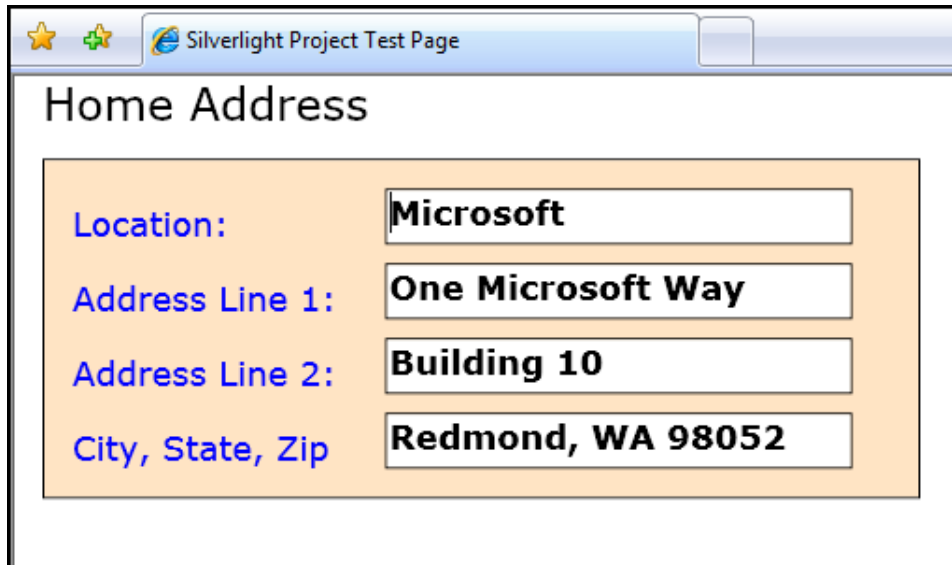 Silverlight Project Test Page
Home Address
Location: Microsoft
Address Line 1: One Microsoft Way
Address Line 2: Building 10
City, State, Zip Redmond, WA 98052